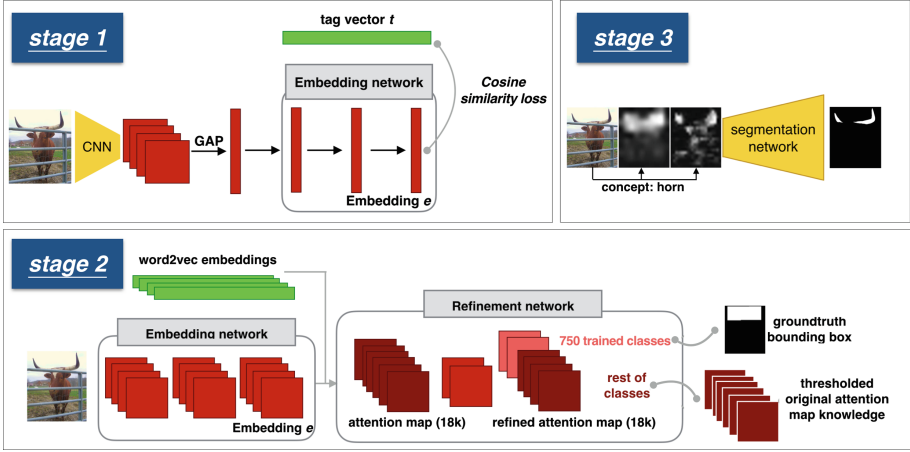 stage 1
tag vector t
Embedding network
Cosine
similarity loss
CNN
GAP
Embedding e
stage 3
segmentation
network
concept: horn
stage 2
word2vec embeddings
Embedding network
Embedding e
Refinement network
750 trained classes
rest of
classes
attention map (18k)
refined attention map (18k)
groundtruth
bounding box
thresholded
original attention
map knowledge